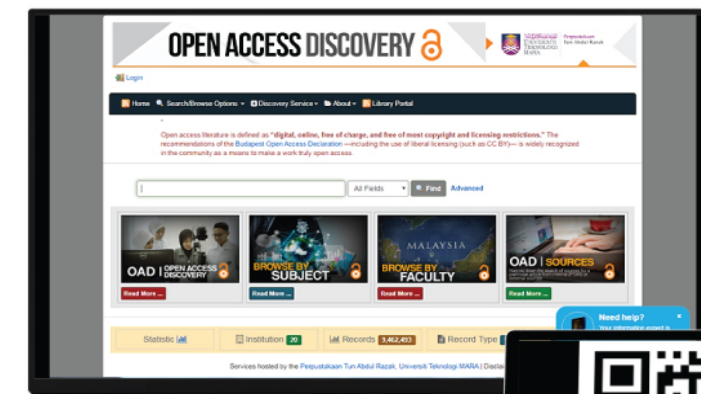 OPEN ACCESS DISCOVERY
UNIVERSITI
TEKNOLOGI
MARA
Perpustakaan
Tun Abdul Razak
Login
Home Search/Browse Options Discovery Service About Library Portal
Open access literature is defined as "digital, online, free of charge, and free of most copyright and licensing restrictions." The
recommendations of the Budapest Open Access Declaration —including the use of liberal licensing (such as CC BY)— is widely recognized
in the community as a means to make a work truly open access.
All Fields Find Advanced
OAD | OPEN ACCESS DISCOVERY
Read More ...
BROWSE BY
SUBJECT
Read More ...
MALAYSIA
BROWSE BY
FACULTY
Read More ...
OAD | SOURCES
Read More ...
Need help?
Your information expert is
Statistic Institution 20 Records 3,462,493 Record Type
Services hosted by the Perpustakaan Tun Abdul Razak, Universiti Teknologi MARA |